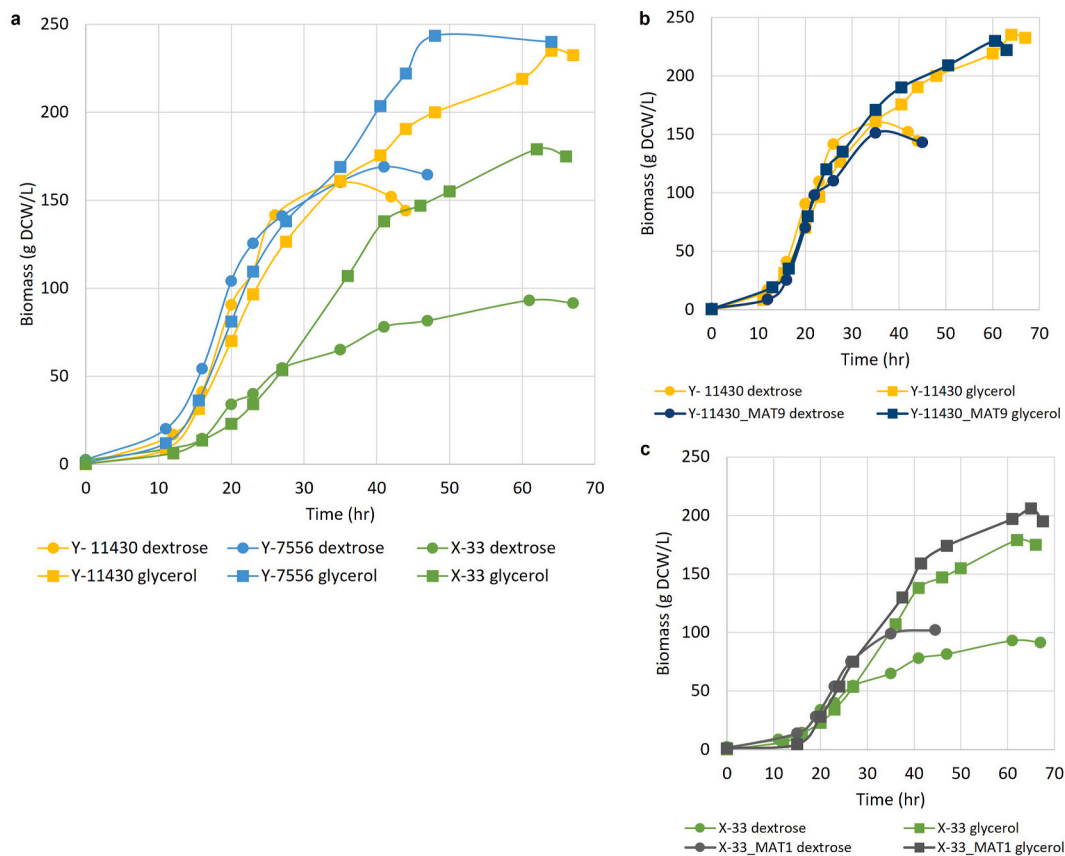 a
250
200
150
100
50
0
Biomass (g DCW/L)
0 10 20 30 40 50 60 70
Time (hr)
Y- 11430 dextrose Y-7556 dextrose X-33 dextrose
Y-11430 glycerol Y-7556 glycerol X-33 glycerol
b
250
200
150
100
50
0
Biomass (g DCW/L)
0 10 20 30 40 50 60 70
Time (hr)
Y- 11430 dextrose Y-11430 glycerol
Y-11430_MAT9 dextrose Y-11430_MAT9 glycerol
c
250
200
150
100
50
0
Biomass (g DCW/L)
0 10 20 30 40 50 60 70
Time (hr)
X-33 dextrose X-33 glycerol
X-33_MAT1 dextrose X-33_MAT1 glycerol